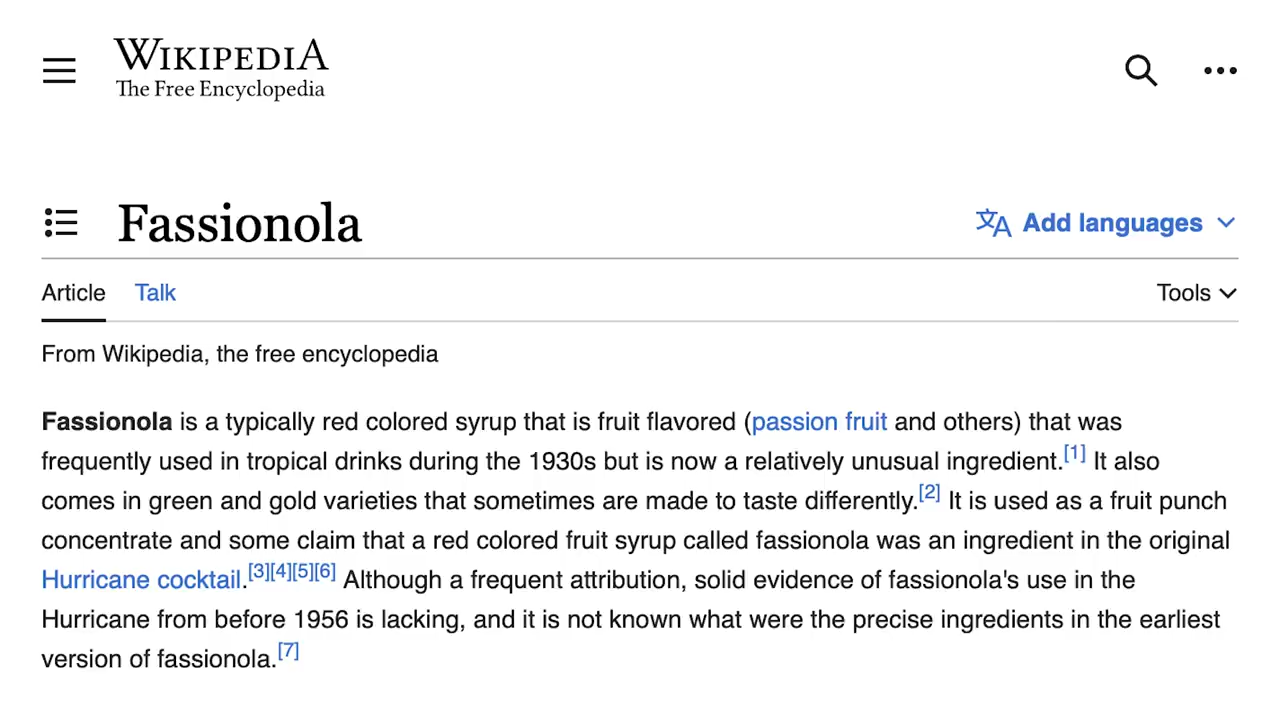 WIKIPEDIA
The Free Encyclopedia
Fassionola
Add languages
Article Talk Tools
From Wikipedia, the free encyclopedia
Fassionola is a typically red colored syrup that is fruit flavored (passion fruit and others) that was
frequently used in tropical drinks during the 1930s but is now a relatively unusual ingredient.[1] It also
comes in green and gold varieties that sometimes are made to taste differently.[2] It is used as a fruit punch
concentrate and some claim that a red colored fruit syrup called fassionola was an ingredient in the original
Hurricane cocktail.[3][4][5][6] Although a frequent attribution, solid evidence of fassionola's use in the
Hurricane from before 1956 is lacking, and it is not known what were the precise ingredients in the earliest
version of fassionola.[7]